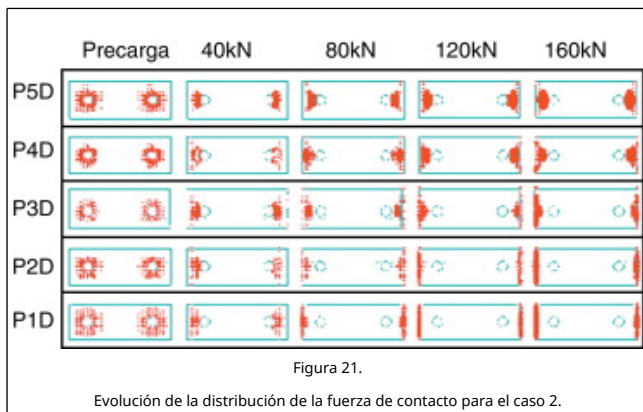 Precarga 40kN 80kN 120kN 160kN
P5D
P4D
P3D
P2D
P1D
Figura 21.
Evolución de la distribución de la fuerza de contacto para el caso 2.